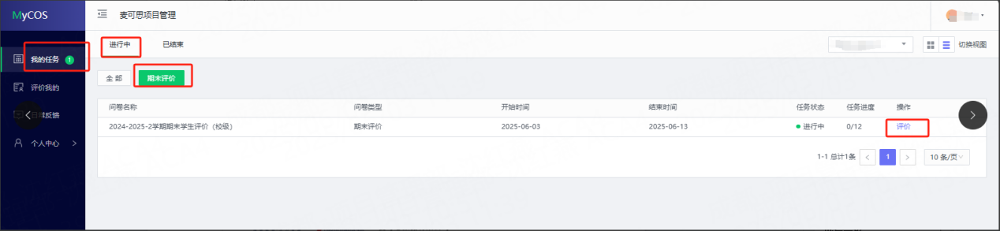 MyCOS
麦可思项目管理
我的任务 1
评价我的
日常反馈
个人中心
进行中 已结束
切换视图
全 部 期末评价
问卷名称 问卷类型 开始时间 结束时间 任务状态 任务进度 操作
2024-2025-2学期期末学生评价（校级） 期末评价 2025-06-03 2025-06-13 进行中 0/12 评价
1-1 总计1条 < 1 > 10 条/页